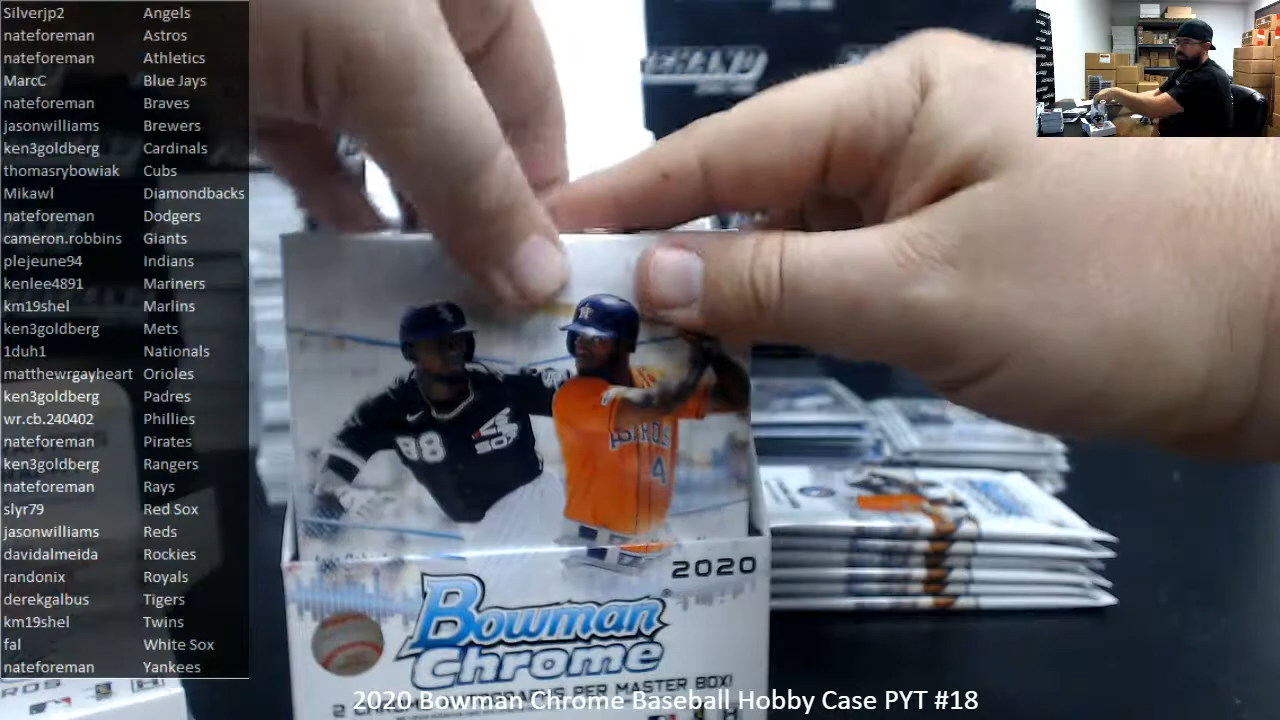 Silverjp2 Angels
nateforeman Astros
nateforeman Athletics
MarcC Blue Jays
nateforeman Braves
jasonwilliams Brewers
ken3goldberg Cardinals
thomasrybowiak Cubs
Mikawl Diamondbacks
nateforeman Dodgers
cameron.robbins Giants
plejeune94 Indians
kenlee4891 Mariners
km19shel Marlins
ken3goldberg Mets
1duh1 Nationals
matthewrgayheart Orioles
ken3goldberg Padres
wr.cb.240402 Phillies
nateforeman Pirates
ken3goldberg Rangers
nateforeman Rays
slyr79 Red Sox
jasonwilliams Reds
davidalmeida Rockies
randonix Royals
derekgalbus Tigers
km19shel Twins
fal White Sox
nateforeman Yankees
88
4
2020
Bowman
Chrome
PER MASTER BOX!
2020 Bowman Chrome Baseball Hobby Case PYT #18